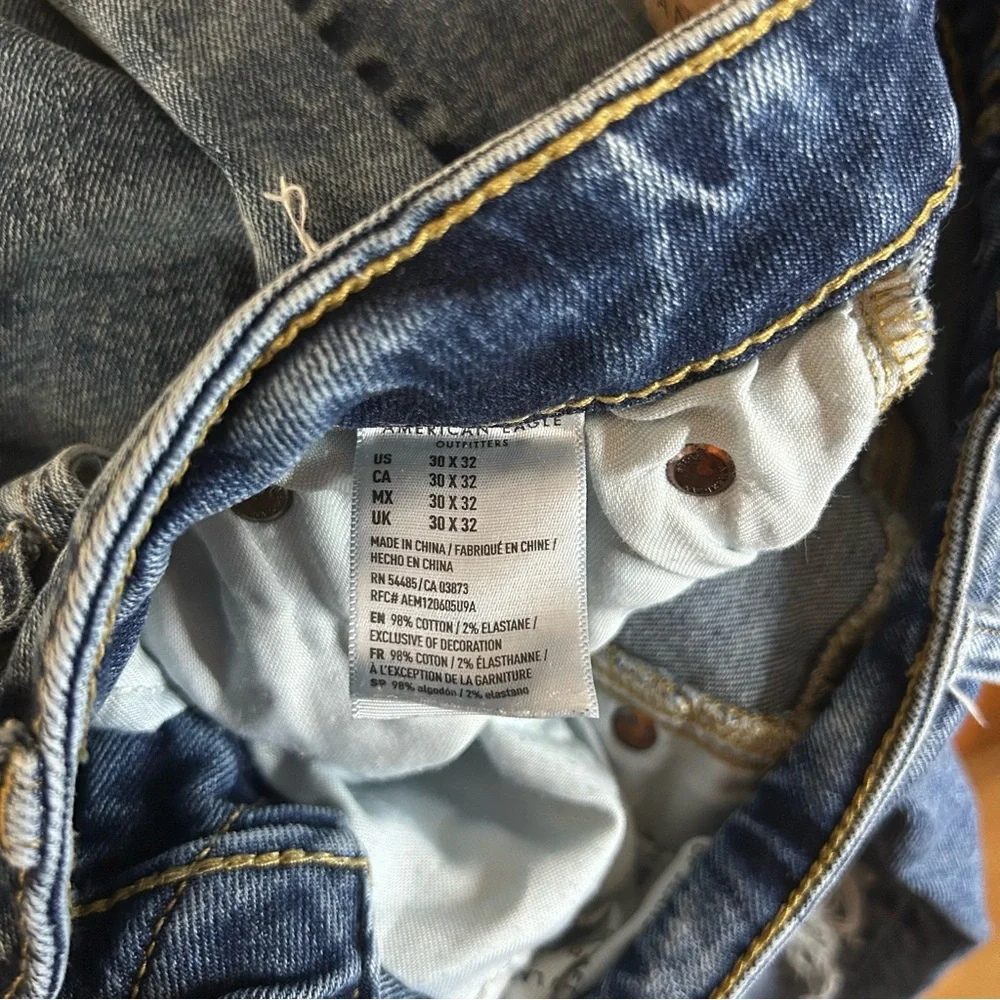 AMERICAN EAGLE
OUTFITTERS
US 30 X 32
CA 30 X 32
MX 30 X 32
UK 30 X 32
MADE IN CHINA / FABRIQUÉ EN CHINE /
HECHO EN CHINA
RN 54485 / CA 03873
RFC# AEM120605U9A
EN 98% COTTON / 2% ELASTANE /
EXCLUSIVE OF DECORATION
FR 98% COTON / 2% ÉLASTHANNE /
À L'EXCEPTION DE LA GARNITURE
SP 98% algodón / 2% elastano